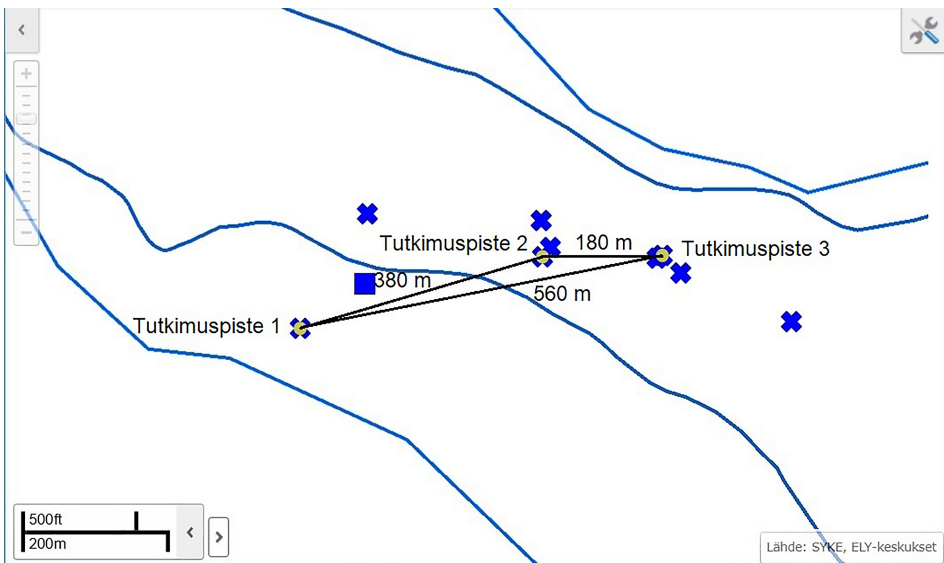 Tutkimuspiste 2
180 m
Tutkimuspiste 3
380 m
560 m
Tutkimuspiste 1
500ft
200m
Lähde: SYKE, ELY-keskukset